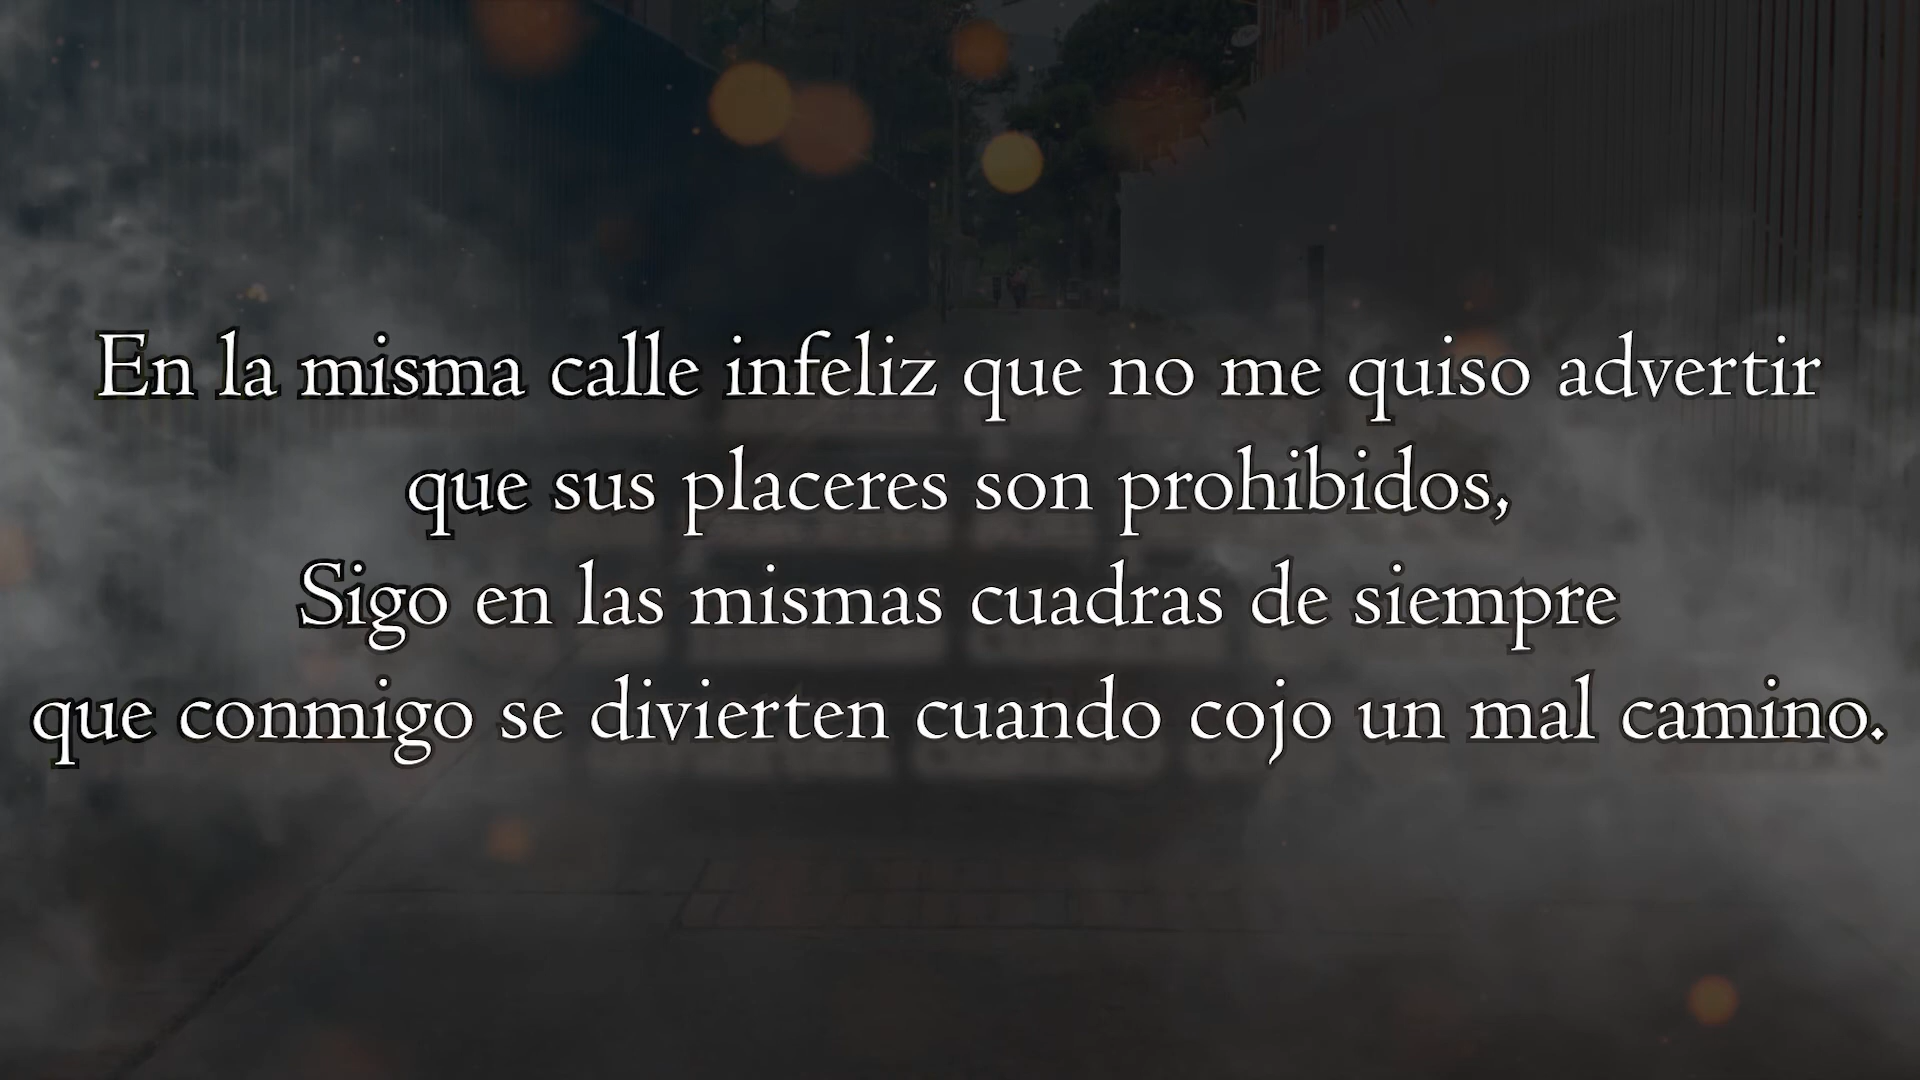 En la misma calle infeliz que no me quiso advertir
que sus placeres son prohibidos,
Sigo en las mismas cuadras de siempre
que conmigo se divierten cuando cojo un mal camino.